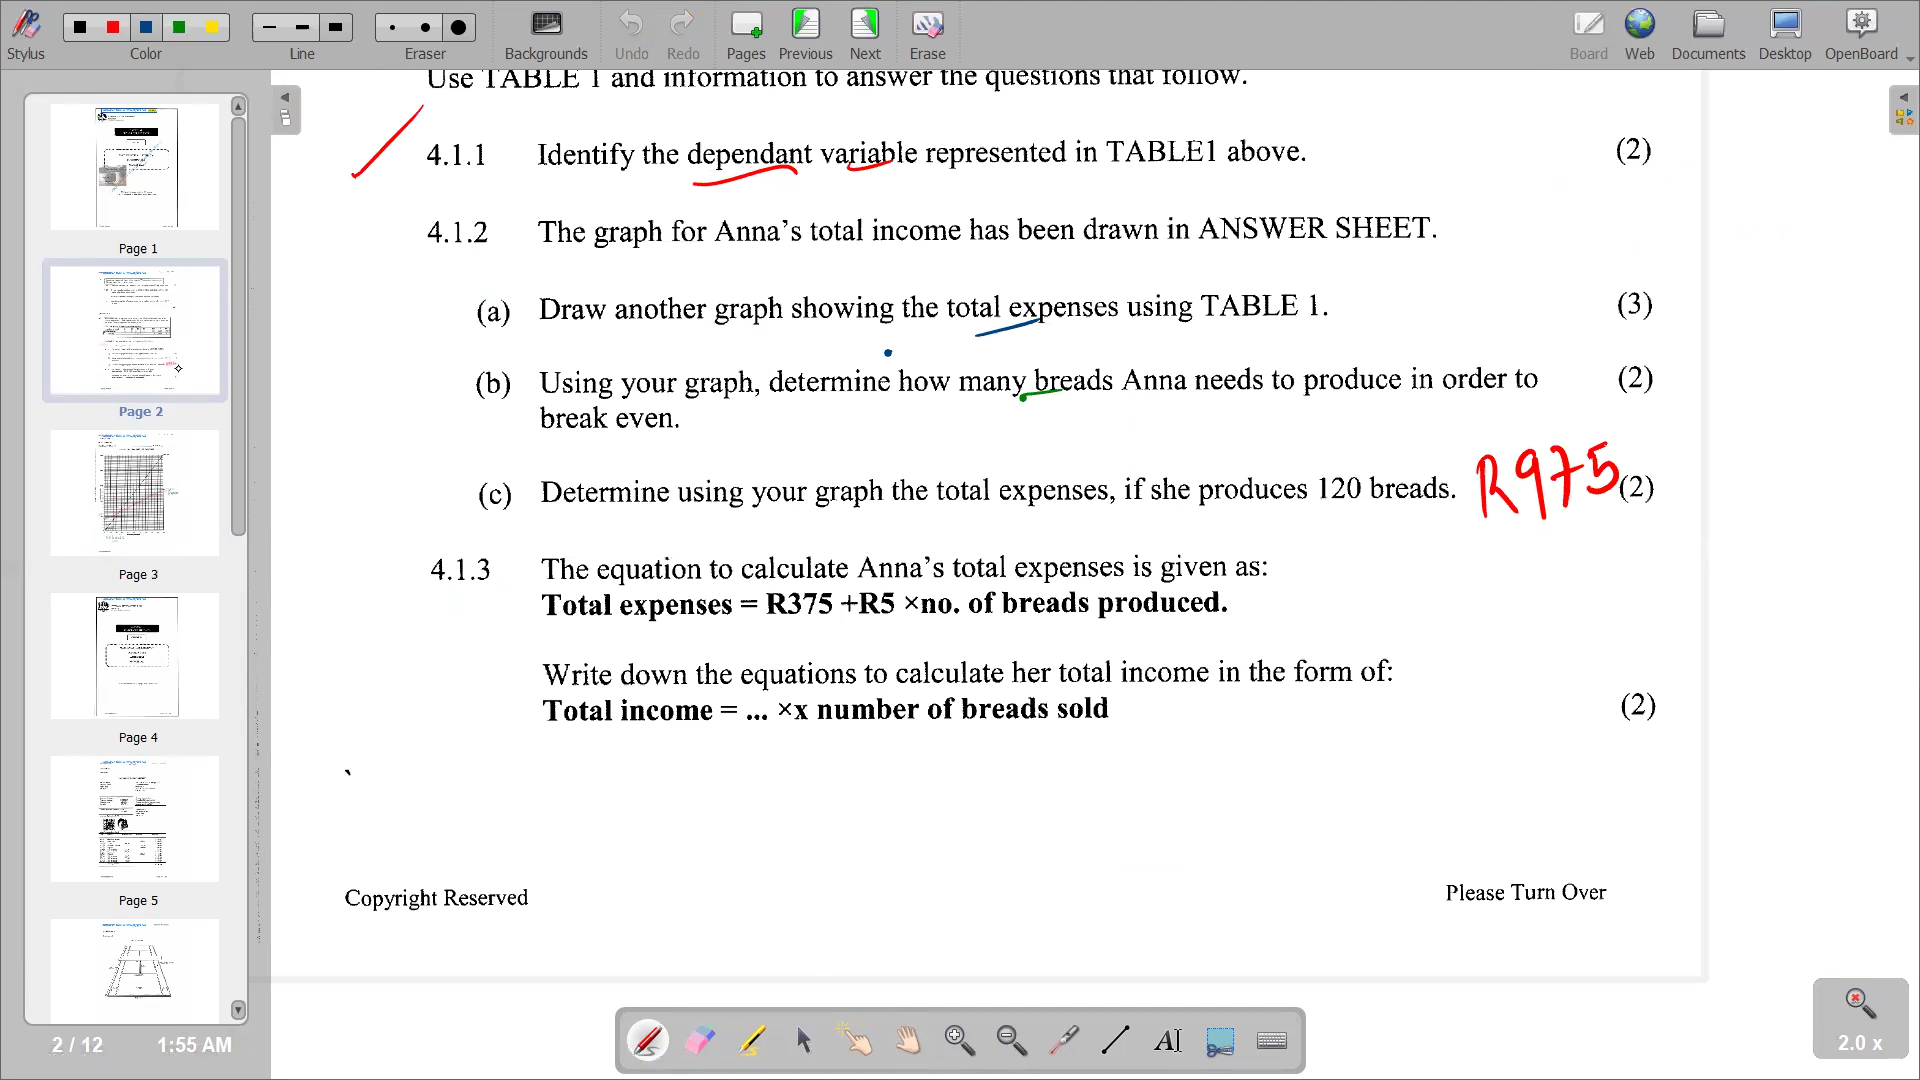 Stylus
Color
Line
Eraser
Backgrounds
Undo
Redo
Pages
Previous
Next
Erase
Board
Web
Documents
Desktop
OpenBoard
Use TABLE 1 and information to answer the questions that follow.
4.1.1 Identify the dependant variable represented in TABLE1 above. (2)
4.1.2 The graph for Anna's total income has been drawn in ANSWER SHEET.
(a) Draw another graph showing the total expenses using TABLE 1. (3)
(b) Using your graph, determine how many breads Anna needs to produce in order to (2)
break even.
(c) Determine using your graph the total expenses, if she produces 120 breads. R975 (2)
4.1.3 The equation to calculate Anna's total expenses is given as:
Total expenses = R375 +R5 ×no. of breads produced.
Write down the equations to calculate her total income in the form of:
Total income = ... ×x number of breads sold (2)
Copyright Reserved
Please Turn Over
Page 1
Page 2
Page 3
Page 4
Page 5
2 / 12
1:55 AM
2.0 x